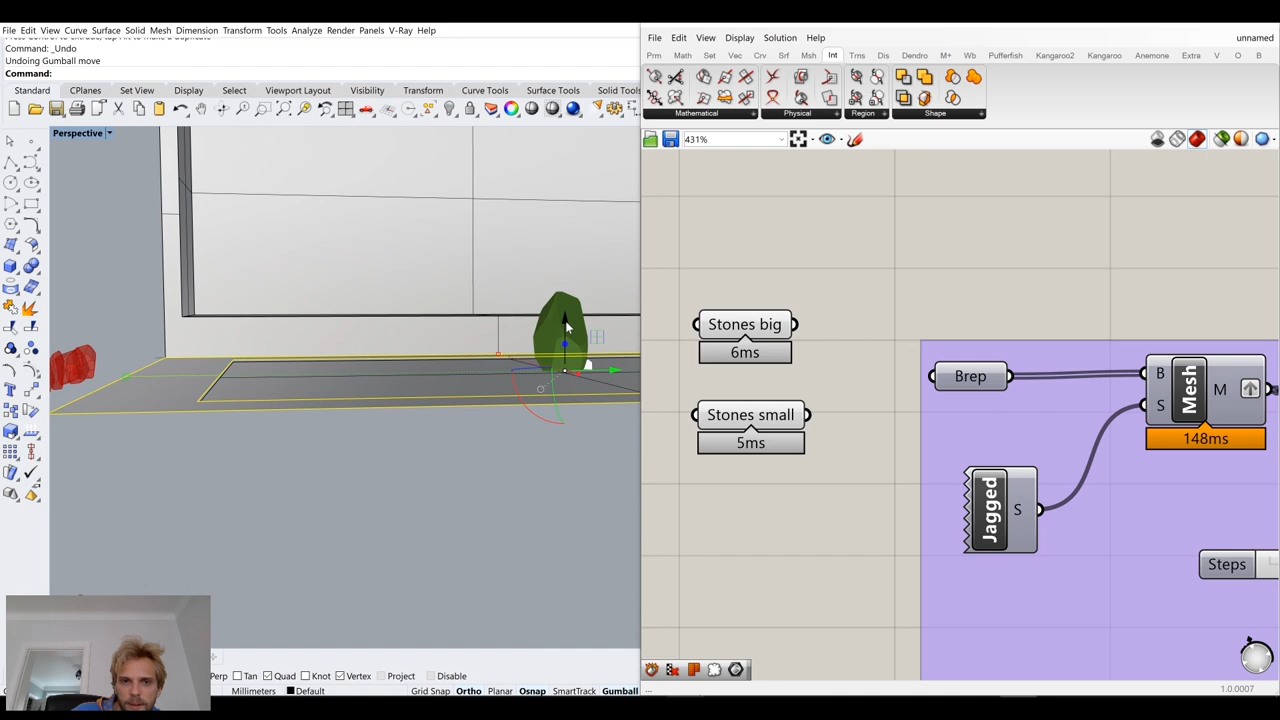 File Edit View Curve Surface Solid Mesh Dimension Transform Tools Analyze Render Panels V-Ray Help
Command: _Undo
Undoing Gumball move
Command:
Standard CPlanes Set View Display Select Viewport Layout Visibility Transform Curve Tools Surface Tools Solid Tools
Perspective
Perp Tan Quad Knot Vertex Project Disable
Millimeters Default Grid Snap Ortho Planar Osnap SmartTrack Gumball
File Edit View Display Solution Help unnamed
Prm Math Set Vec Crv Srf Msh Int Trns Dis Dendro M+ Wb Pufferfish Kangaroo2 Kangaroo Anemone Extra V O B
Mathematical Physical Region Shape
431%
Stones big
6ms
Stones small
5ms
Brep
B
S
Mesh
M
148ms
Jagged
S
Steps
...
1.0.0007